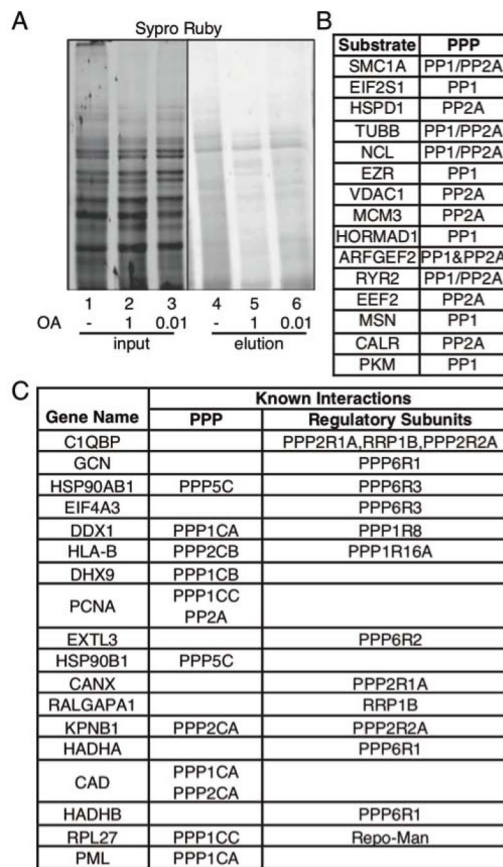 A
Sypro Ruby
1 2 3 4 5 6
OA - 1 0.01 - 1 0.01
input elution
B
Substrate PPP
SMC1A PP1/PP2A
EIF2S1 PP1
HSPD1 PP2A
TUBB PP1/PP2A
NCL PP1/PP2A
EZR PP1
VDAC1 PP2A
MCM3 PP2A
HORMAD1 PP1
ARFGEF2 PP1&PP2A
RYR2 PP1/PP2A
EEF2 PP2A
MSN PP1
CALR PP2A
PKM PP1
C
Gene Name Known Interactions
PPP Regulatory Subunits
C1QBP PPP2R1A,RRP1B,PPP2R2A
GCN PPP6R1
HSP90AB1 PPP5C PPP6R3
EIF4A3 PPP6R3
DDX1 PPP1CA PPP1R8
HLA-B PPP2CB PPP1R16A
DHX9 PPP1CB
PCNA PPP1CC
PP2A
EXTL3 PPP6R2
HSP90B1 PPP5C
CANX PPP2R1A
RALGAPA1 RRP1B
KPNB1 PPP2CA PPP2R2A
HADHA PPP6R1
CAD PPP1CA
PPP2CA
HADHB PPP6R1
RPL27 PPP1CC Repo-Man
PML PPP1CA